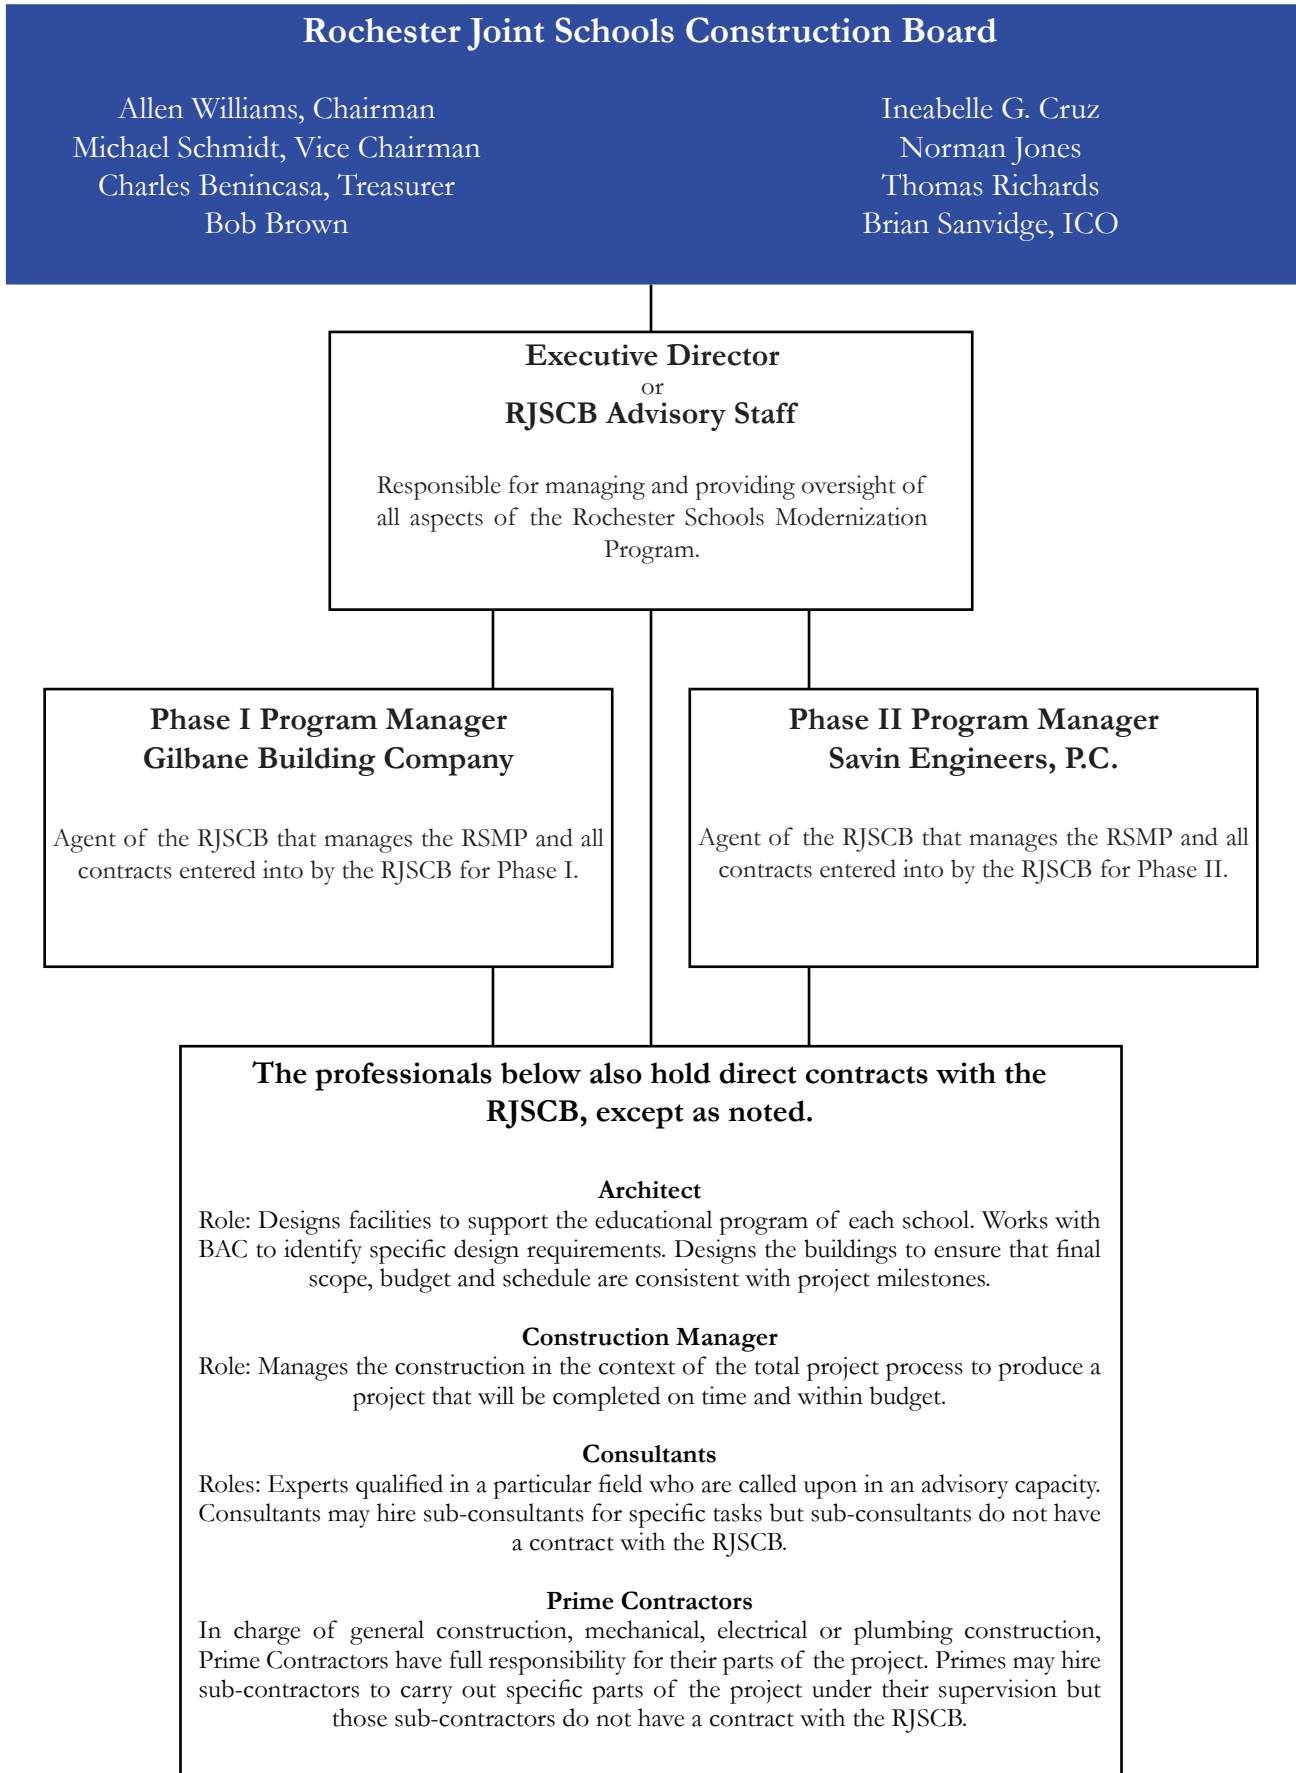 Rochester Joint Schools Construction Board
Allen Williams, Chairman
Michael Schmidt, Vice Chairman
Charles Benincasa, Treasurer
Bob Brown
Ineabelle G. Cruz
Norman Jones
Thomas Richards
Brian Sanvidge, ICO
Executive Director
or
RJSCB Advisory Staff
Responsible for managing and providing oversight of
all aspects of the Rochester Schools Modernization
Program.
Phase I Program Manager
Gilbane Building Company
Agent of the RJSCB that manages the RSMP and all
contracts entered into by the RJSCB for Phase I.
Phase II Program Manager
Savin Engineers, P.C.
Agent of the RJSCB that manages the RSMP and all
contracts entered into by the RJSCB for Phase II.
The professionals below also hold direct contracts with the
RJSCB, except as noted.
Architect
Role: Designs facilities to support the educational program of each school. Works with
BAC to identify specific design requirements. Designs the buildings to ensure that final
scope, budget and schedule are consistent with project milestones.
Construction Manager
Role: Manages the construction in the context of the total project process to produce a
project that will be completed on time and within budget.
Consultants
Roles: Experts qualified in a particular field who are called upon in an advisory capacity.
Consultants may hire sub-consultants for specific tasks but sub-consultants do not have
a contract with the RJSCB.
Prime Contractors
In charge of general construction, mechanical, electrical or plumbing construction,
Prime Contractors have full responsibility for their parts of the project. Primes may hire
sub-contractors to carry out specific parts of the project under their supervision but
those sub-contractors do not have a contract with the RJSCB.